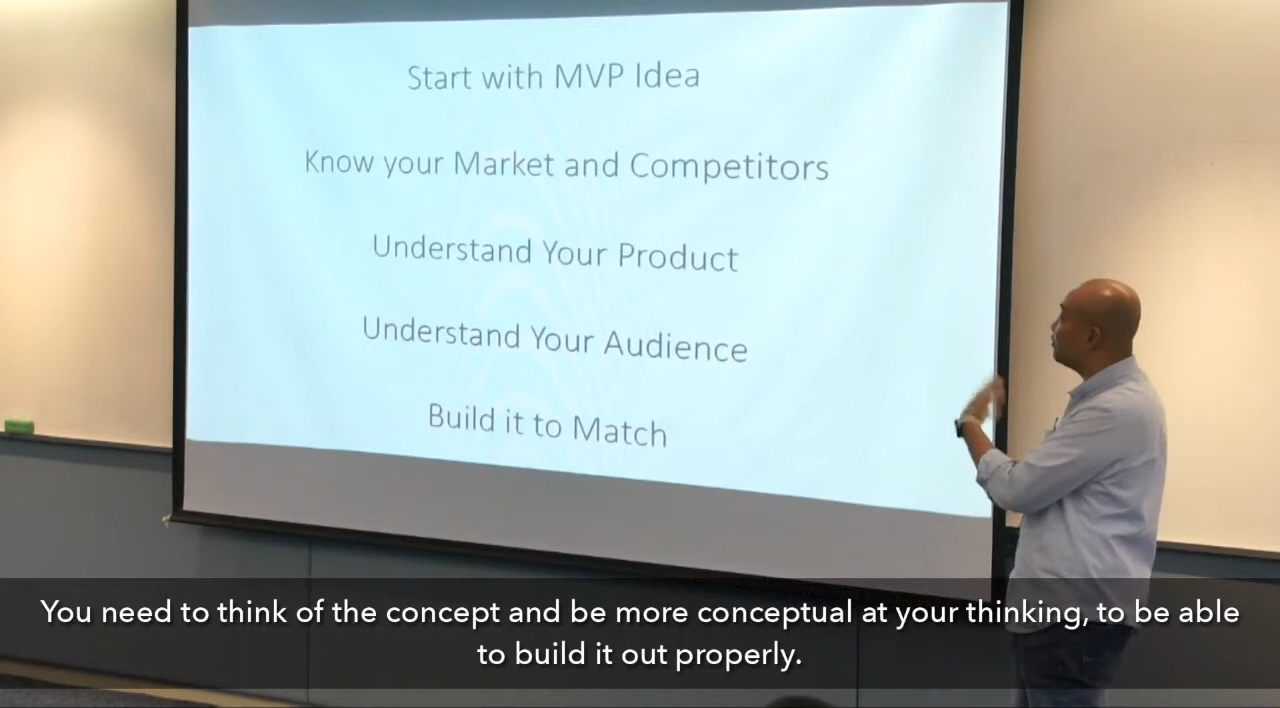 Start with MVP Idea
Know your Market and Competitors
Understand Your Product
Understand Your Audience
Build it to Match
You need to think of the concept and be more conceptual at your thinking, to be able
to build it out properly.